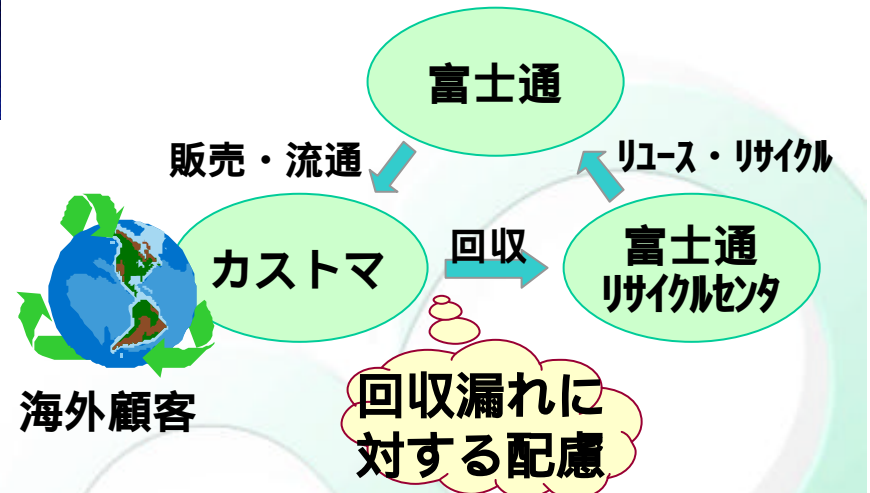 富士通
販売・流通
ﾘﾕｰｽ・ﾘｻｲｸﾙ
カストマ
回収
富士通
ﾘｻｲｸﾙｾﾝﾀ
海外顧客
回収漏れに
対する配慮